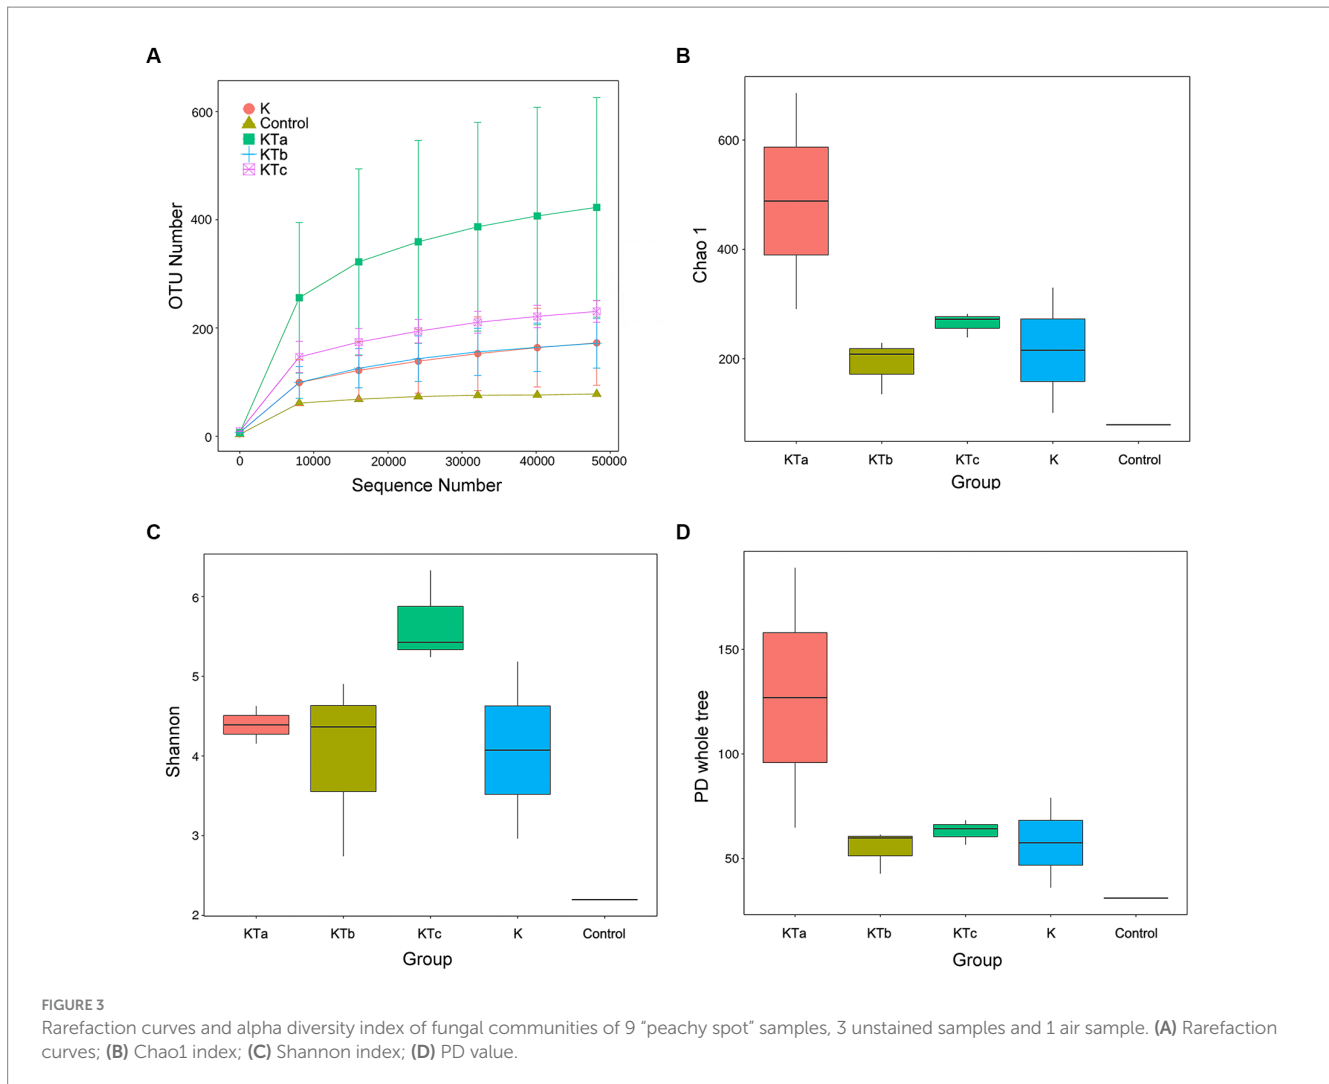 A
600
400
200
0
OTU Number
K
Control
KTa
KTb
KTc
0
10000
20000
30000
40000
50000
Sequence Number
B
600
400
200
Chao 1
KTa
KTb
KTc
K
Control
Group
C
6
5
4
3
2
Shannon
KTa
KTb
KTc
K
Control
Group
D
150
100
50
PD whole tree
KTa
KTb
KTc
K
Control
Group
FIGURE 3
Rarefaction curves and alpha diversity index of fungal communities of 9 “peachy spot” samples, 3 unstained samples and 1 air sample. (A) Rarefaction
curves; (B) Chao1 index; (C) Shannon index; (D) PD value.